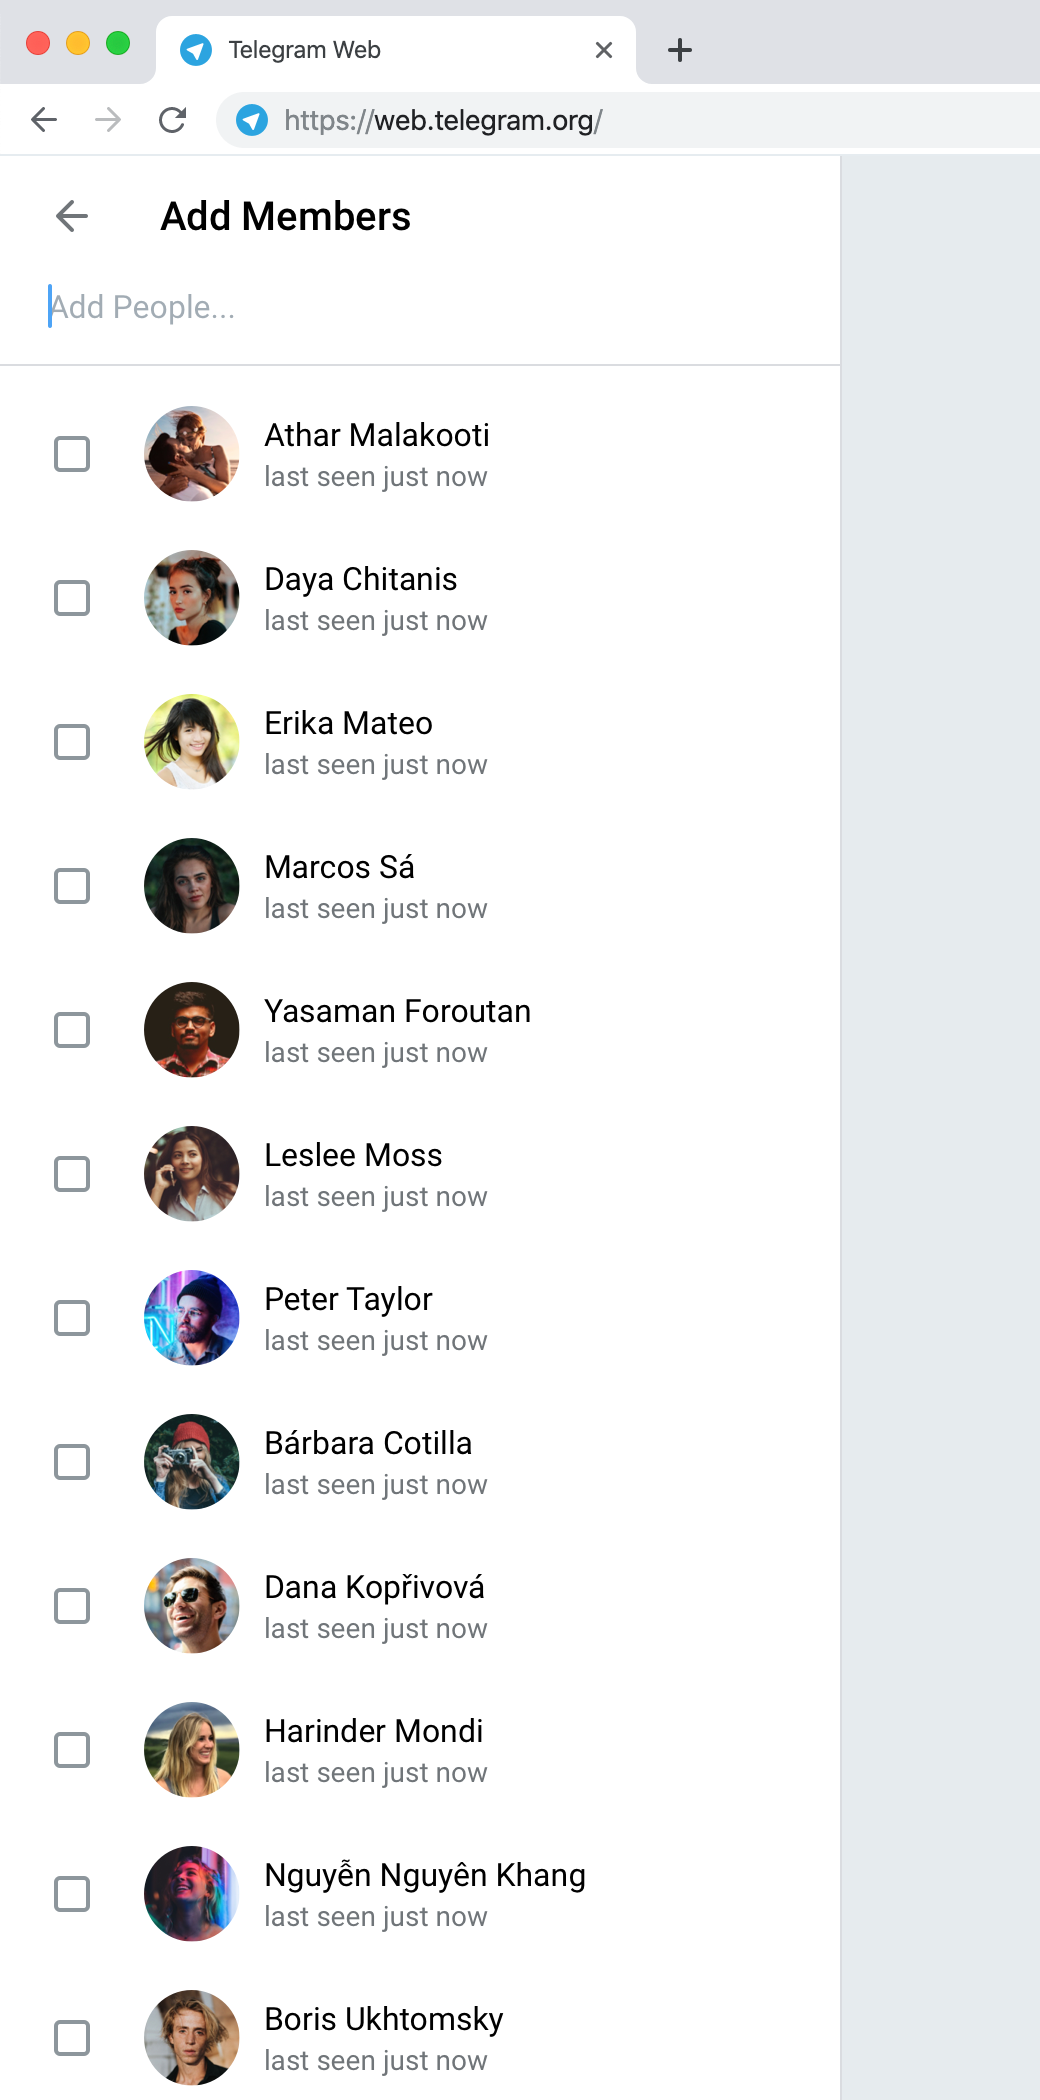 Telegram Web
https://web.telegram.org/
Add Members
Add People...
Athar Malakooti
last seen just now
Daya Chitanis
last seen just now
Erika Mateo
last seen just now
Marcos Sá
last seen just now
Yasaman Foroutan
last seen just now
Leslee Moss
last seen just now
Peter Taylor
last seen just now
Bárbara Cotilla
last seen just now
Dana Kopřivová
last seen just now
Harinder Mondi
last seen just now
Nguyễn Nguyên Khang
last seen just now
Boris Ukhtomsky
last seen just now